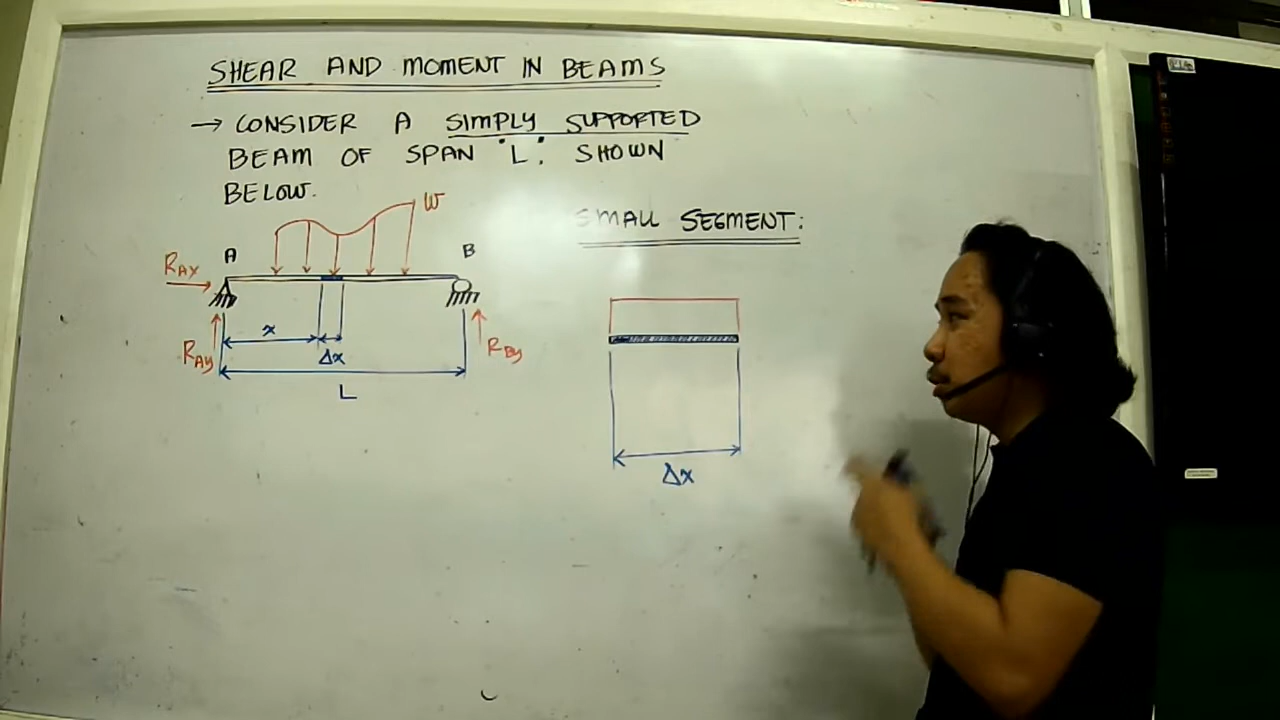 SHEAR AND MOMENT IN BEAMS
→ CONSIDER A SIMPLY SUPPORTED
BEAM OF SPAN "L". SHOWN
BELOW.
W
SMALL SEGMENT:
A
B
RAX
x
Δx
RAy
RBy
L
Δx